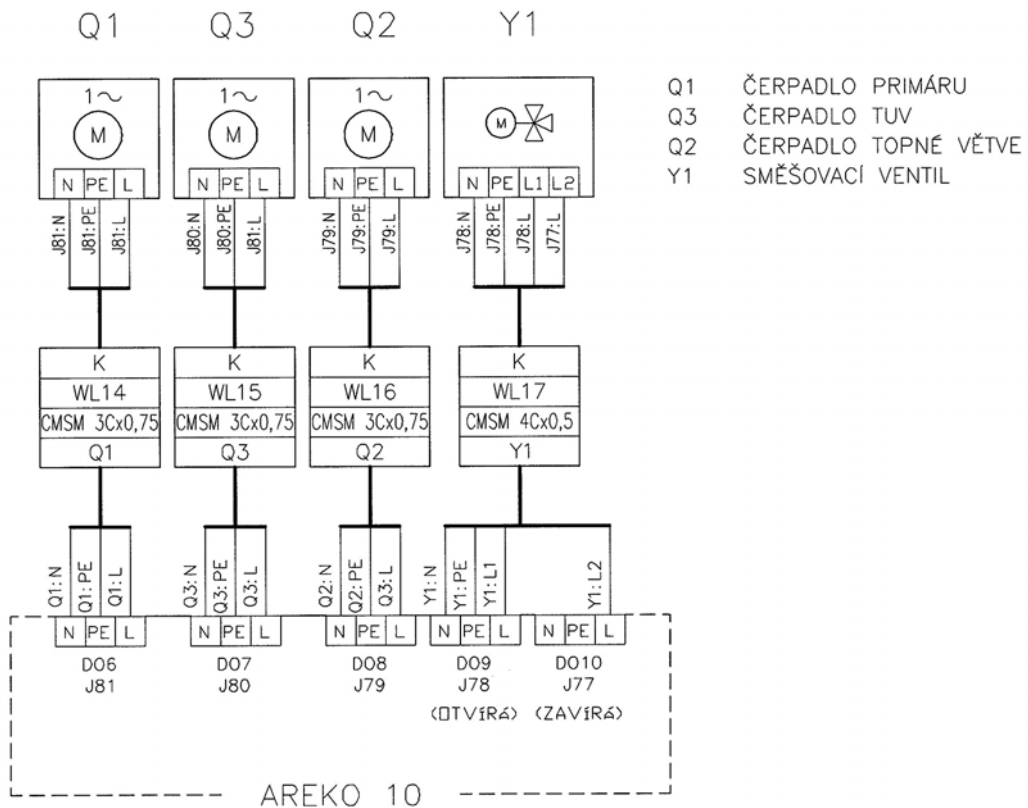 Q1 Q3 Q2 Y1
1~ 1~ 1~
M M M M
N PE L N PE L N PE L N PE L1 L2
J81:N J81:PE J81:L J80:N J80:PE J81:L J79:N J79:PE J79:L J78:N J78:PE J78:L J77:L
K K K K
WL14 WL15 WL16 WL17
CMSM 3Cx0,75 CMSM 3Cx0,75 CMSM 3Cx0,75 CMSM 4Cx0,5
Q1 Q3 Q2 Y1
Q1:N Q1:PE Q1:L Q3:N Q3:PE Q3:L Q2:N Q2:PE Q3:L Y1:N Y1:PE Y1:L1 Y1:L2
N PE L N PE L N PE L N PE L N PE L
DO6 DO7 DO8 DO9 DO10
J81 J80 J79 J78 J77
(OTVÍRÁ) (ZAVÍRÁ)
AREKO 10
Q1 ČERPADLO PRIMÁRU
Q3 ČERPADLO TUV
Q2 ČERPADLO TOPNÉ VĚTVE
Y1 SMĚŠOVACÍ VENTIL